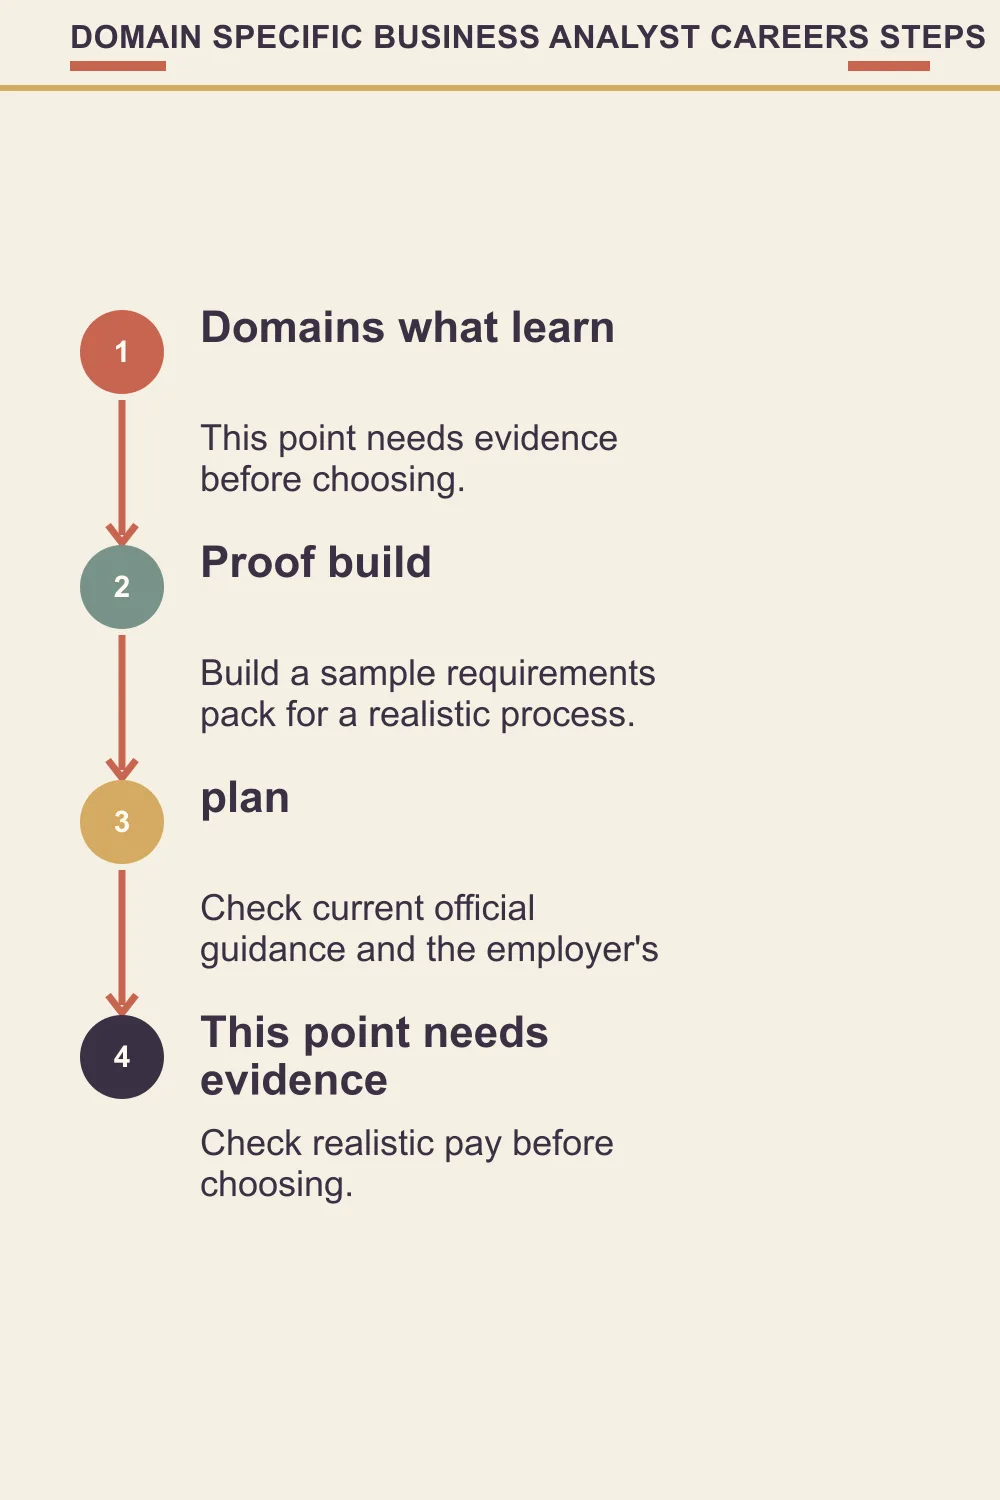 DOMAIN SPECIFIC BUSINESS ANALYST CAREERS STEPS
1
Domains what learn
This point needs evidence
before choosing.
2
Proof build
Build a sample requirements
pack for a realistic process.
3
plan
Check current official
guidance and the employer's
4
This point needs
evidence
Check realistic pay before
choosing.